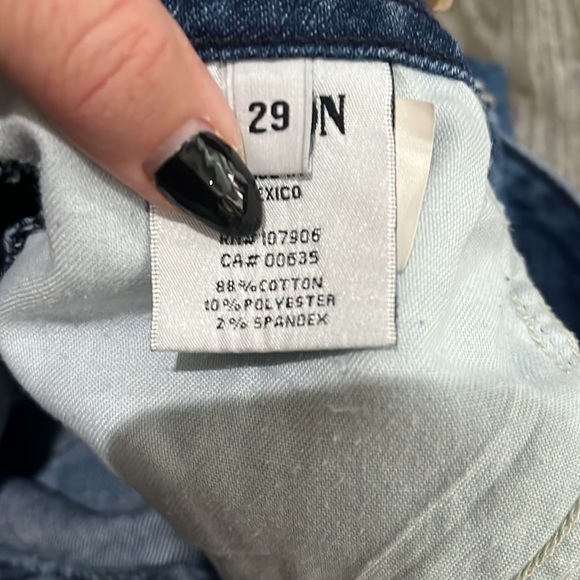 29
EXICO
RN# 107906
CA# 00635
88% COTTON
10% POLYESTER
2% SPANDEX